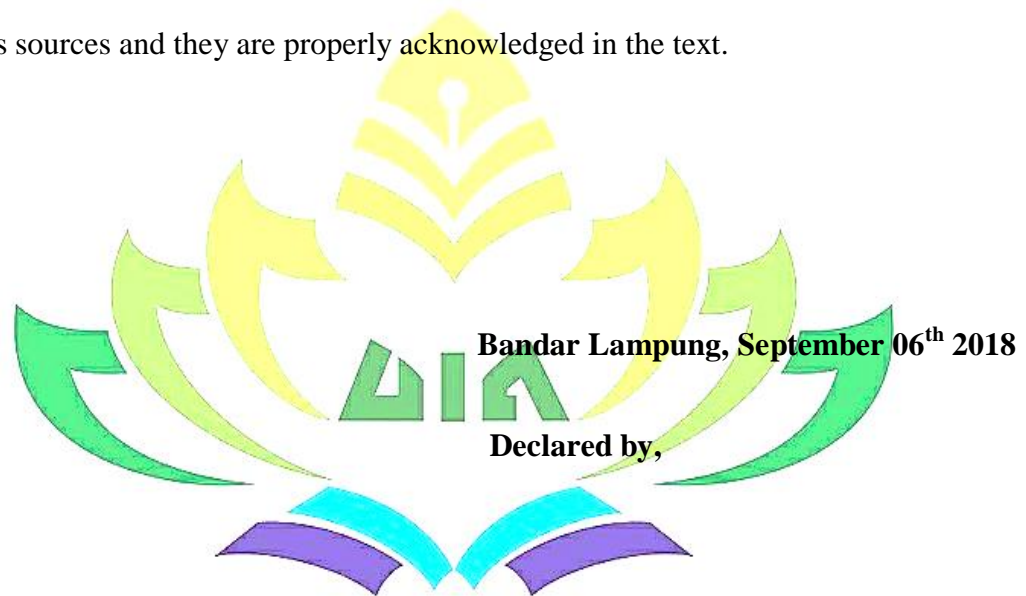 s sources and they are properly acknowledged in the text.
Bandar Lampung, September 06th 2018
Declared by,